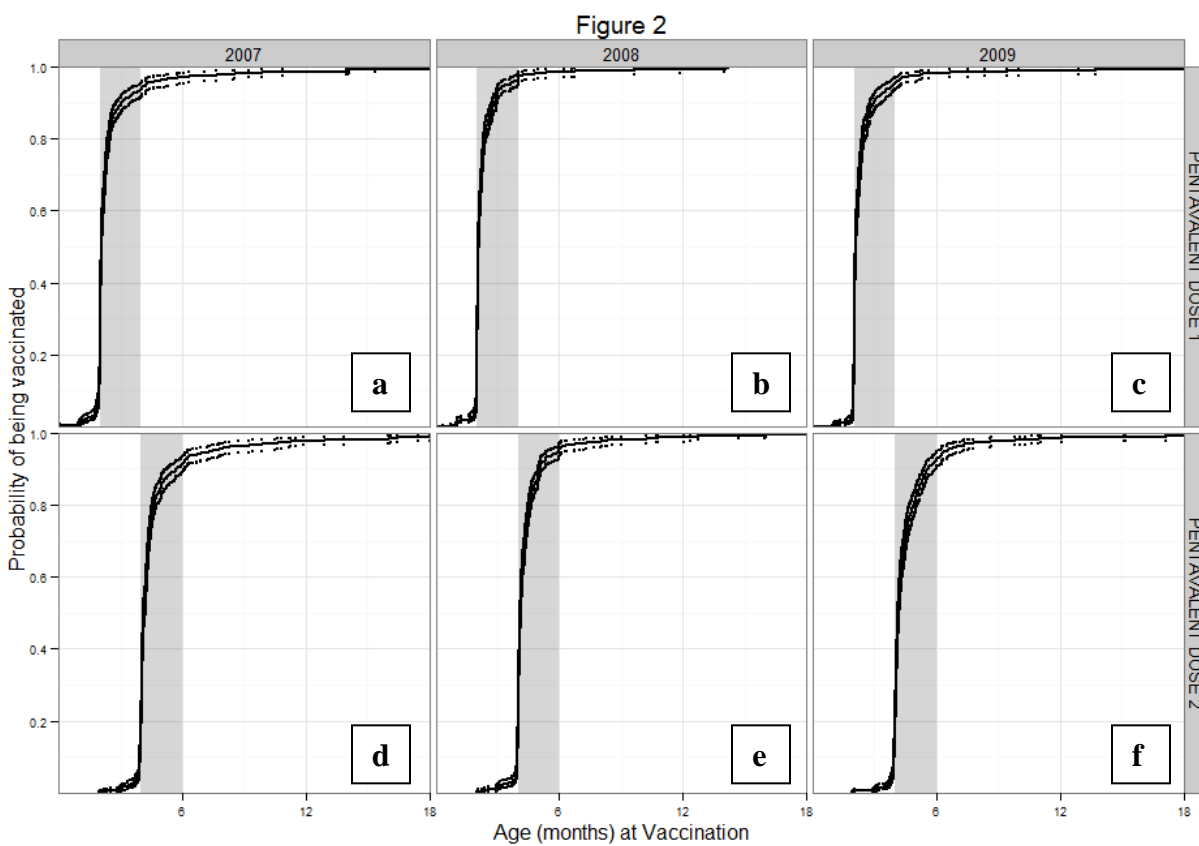 Figure 2
2007 2008 2009
Probability of being vaccinated
1.0
0.8
0.6
0.4
0.2
a b c
PENTAVALENT DOSE 1
1.0
0.8
0.6
0.4
0.2
d e f
PENTAVALENT DOSE 2
6 12 18 6 12 18 6 12 18
Age (months) at Vaccination